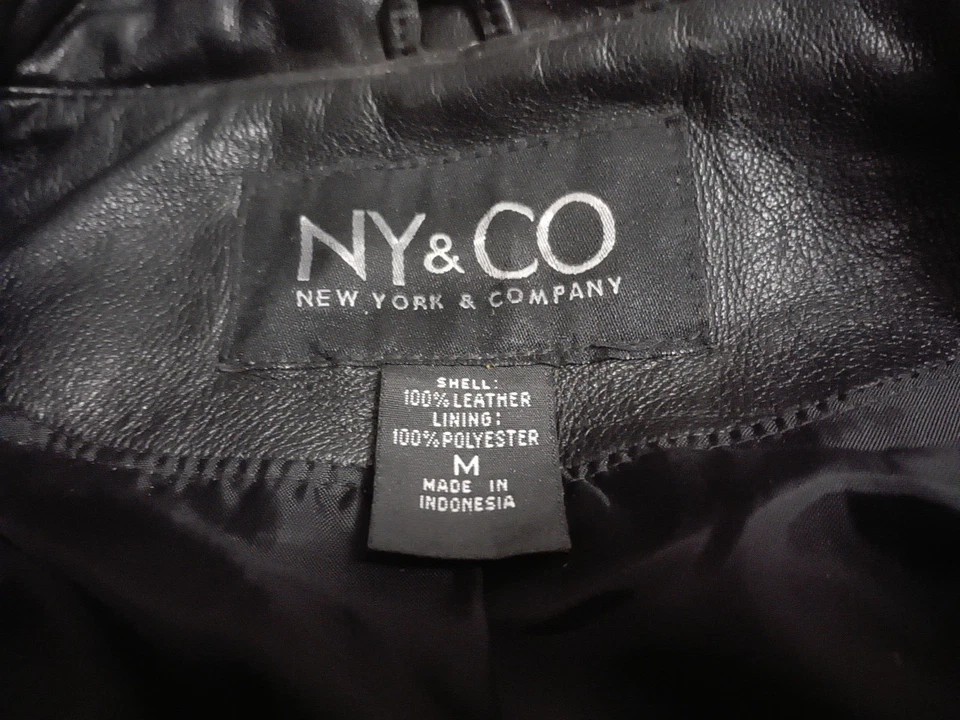 NY&CO
NEW YORK & COMPANY
SHELL:
100% LEATHER
LINING:
100% POLYESTER
M
MADE IN
INDONESIA